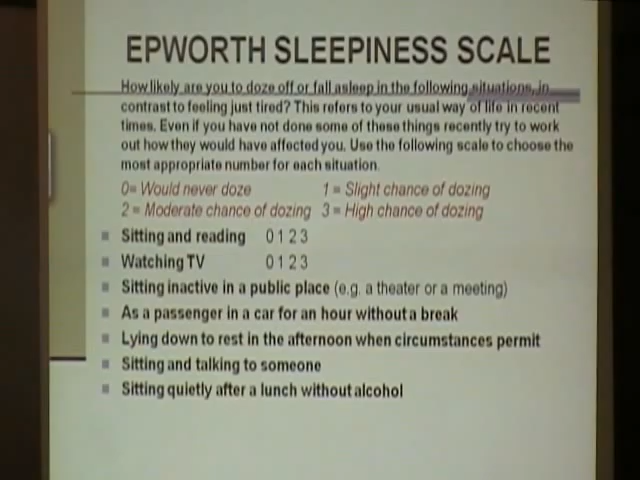 EPWORTH SLEEPINESS SCALE
How likely are you to doze off or fall asleep in the following situations, in
contrast to feeling just tired? This refers to your usual way of life in recent
times. Even if you have not done some of these things recently try to work
out how they would have affected you. Use the following scale to choose the
most appropriate number for each situation.
0= Would never doze 1= Slight chance of dozing
2= Moderate chance of dozing 3= High chance of dozing
Sitting and reading 0 1 2 3
Watching TV 0 1 2 3
Sitting inactive in a public place (e.g. a theater or a meeting)
As a passenger in a car for an hour without a break
Lying down to rest in the afternoon when circumstances permit
Sitting and talking to someone
Sitting quietly after a lunch without alcohol